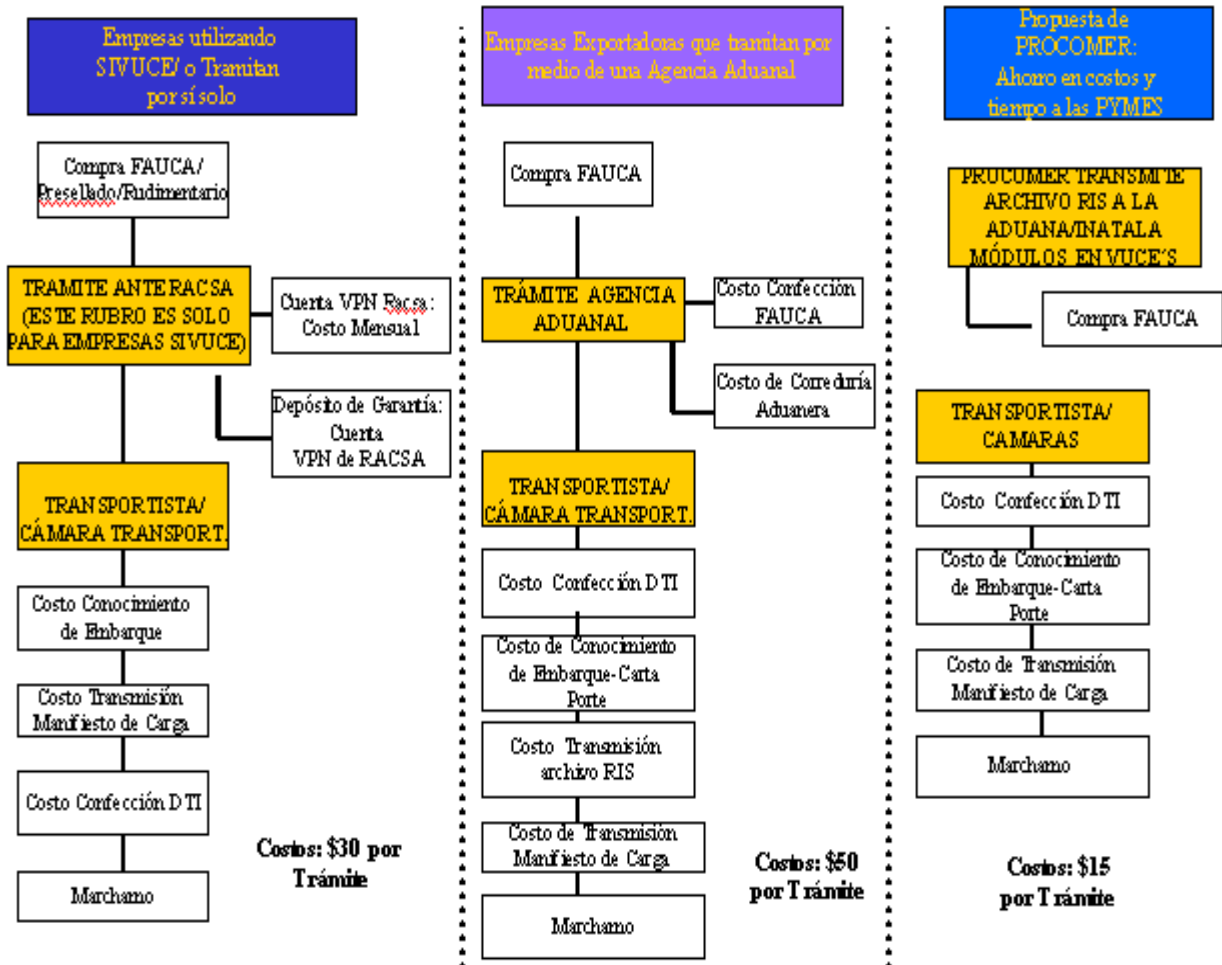 Empresas utilizando
SIVUCE/ o Tramitan
por sí solo
Compra FAUCA/
Presellado/Rudimentario
TRAMITE ANTE RACSA
(ESTE RUBRO ES SOLO
PARA EMPRESAS SIVUCE)
Cuenta VPN Racsa:
Costo Mensual
Depósito de Garantía:
Cuenta
VPN de RACSA
TRANSPORTISTA/
CÁMARA TRANSPORT.
Costo Conocimiento
de Embarque
Costo Transmisión
Manifiesto de Carga
Costo Confección DTI
Marchamo
Costos: $30 por
Trámite
Empresas Exportadoras que tramitan por
medio de una Agencia Aduanal
Compra FAUCA
TRÁMITE AGENCIA
ADUANAL
Costo Confección
FAUCA
Costo de Correduría
Aduanera
TRANSPORTISTA/
CÁMARA TRANSPORT.
Costo Confección DTI
Costo de Conocimiento
de Embarque-Carta
Porte
Costo Transmisión
archivo RIS
Costo de Transmisión
Manifiesto de Carga
Marchamo
Costos: $50
por Trámite
Propuesta de
PROCOMER:
Ahorro en costos y
tiempo a las PYMES
PROCOMER TRANSMITE
ARCHIVO RIS A LA
ADUANA/INATALA
MÓDULOS EN VUCE´S
Compra FAUCA
TRANSPORTISTA/
CAMARAS
Costo Confección DTI
Costo de Conocimiento
de Embarque-Carta
Porte
Costo de Transmisión
Manifiesto de Carga
Marchamo
Costos: $15
por Trámite